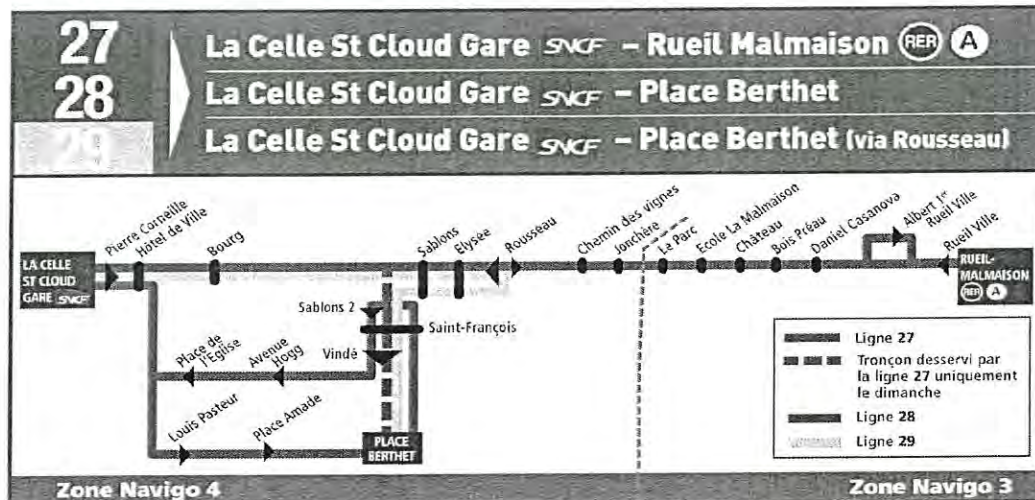 27
La Celle St Cloud Gare SNCF – Rueil Malmaison RER A
28
La Celle St Cloud Gare SNCF – Place Berthet
29
La Celle St Cloud Gare SNCF – Place Berthet (via Rousseau)
LA CELLE
ST CLOUD
GARE SNCF
Pierre Corneille
Hôtel de Ville
Bourg
Sablons
Elysée
Rousseau
Chemin des vignes
Jonchère
Le Parc
Ecole La Malmaison
Château
Bois Préau
Daniel Casanova
Albert 1er
Rueil Ville
Rueil Ville
RUEIL-
MALMAISON
RER A
Sablons 2
Saint-François
Vindé
Place de
l'Eglise
Avenue
Hogg
Louis Pasteur
Place Amade
PLACE
BERTHET
Ligne 27
Tronçon desservi par
la ligne 27 uniquement
le dimanche
Ligne 28
Ligne 29
Zone Navigo 4
Zone Navigo 3